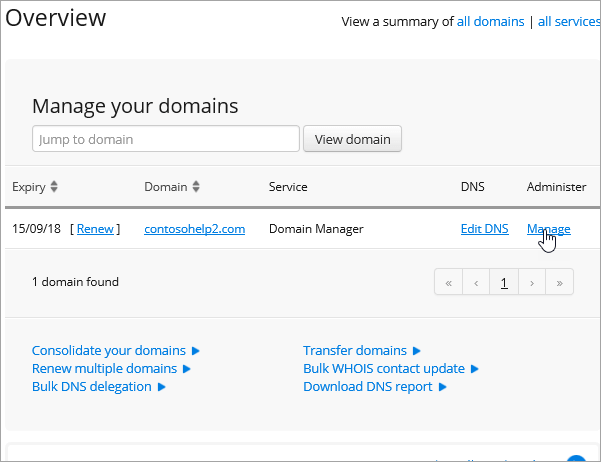 Overview
View a summary of all domains | all services
Manage your domains
Jump to domain
View domain
Expiry Domain Service DNS Administer
15/09/18 [ Renew ] contosohelp2.com Domain Manager Edit DNS Manage
1 domain found
« ‹ 1 › »
Consolidate your domains
Transfer domains
Renew multiple domains
Bulk WHOIS contact update
Bulk DNS delegation
Download DNS report